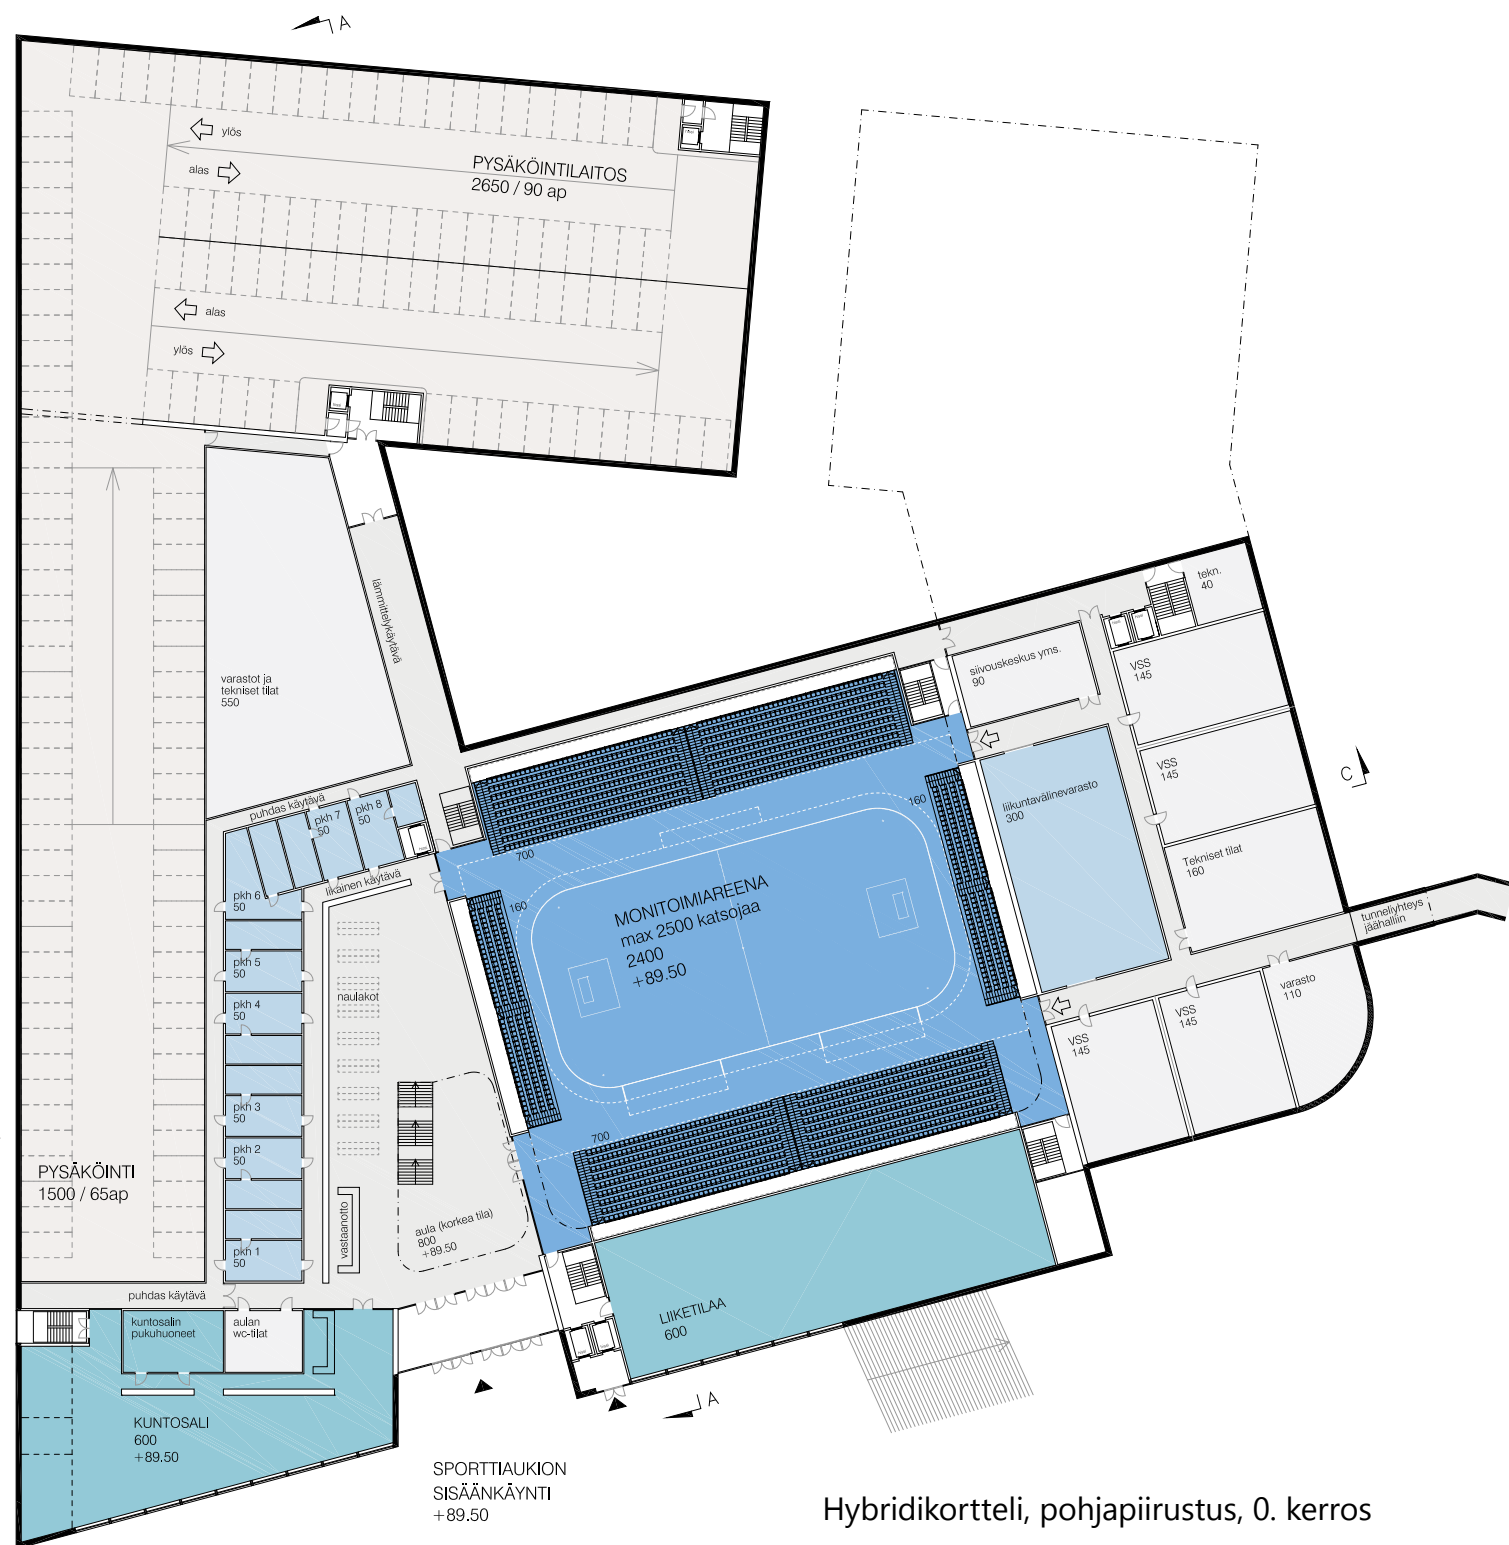 A
ylös
alas
PYSÄKÖINTILAITOS
2650 / 90 ap
alas
ylös
lämmittelykäytävä
varastot ja
tekniset tilat
550
tekn.
40
siivouskeskus yms.
90
VSS
145
VSS
145
C
liikuntavälinevarasto
300
Tekniset tilat
160
tunneliyhteys
jäähalliin
varasto
110
VSS
145
VSS
145
puhdas käytävä
pkh 7
50
pkh 8
50
likainen käytävä
pkh 6
50
pkh 5
50
pkh 4
50
pkh 3
50
pkh 2
50
pkh 1
50
naulakot
700
160
160
700
MONITOIMIAREENA
max 2500 katsojaa
2400
+89.50
PYSÄKÖINTI
1500 / 65ap
vastaanotto
aula (korkea tila)
800
+89.50
puhdas käytävä
kuntosalin
pukuhuoneet
aulan
wc-tilat
LIIKETILAA
600
A
KUNTOSALI
600
+89.50
SPORTTIAUKION
SISÄÄNKÄYNTI
+89.50
Hybridikortteli, pohjapiirustus, 0. kerros